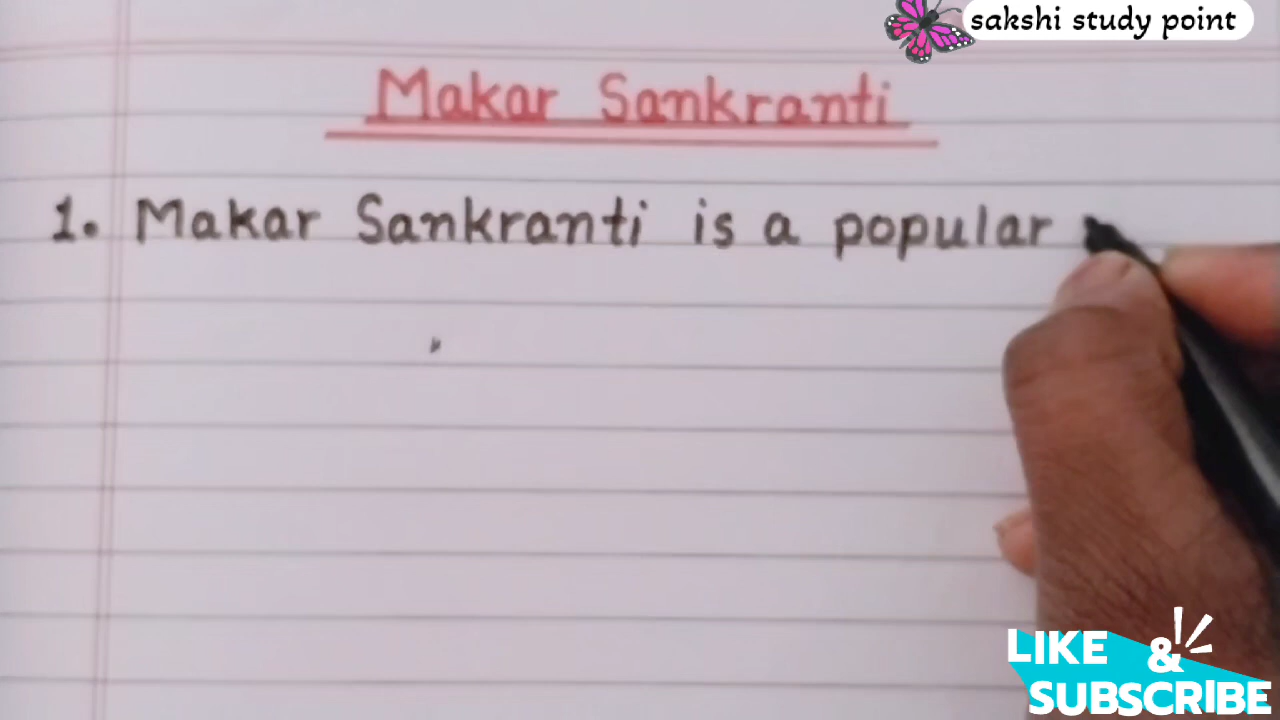 sakshi study point
Makar Sankranti
1. Makar Sankranti is a popular
LIKE &
SUBSCRIBE